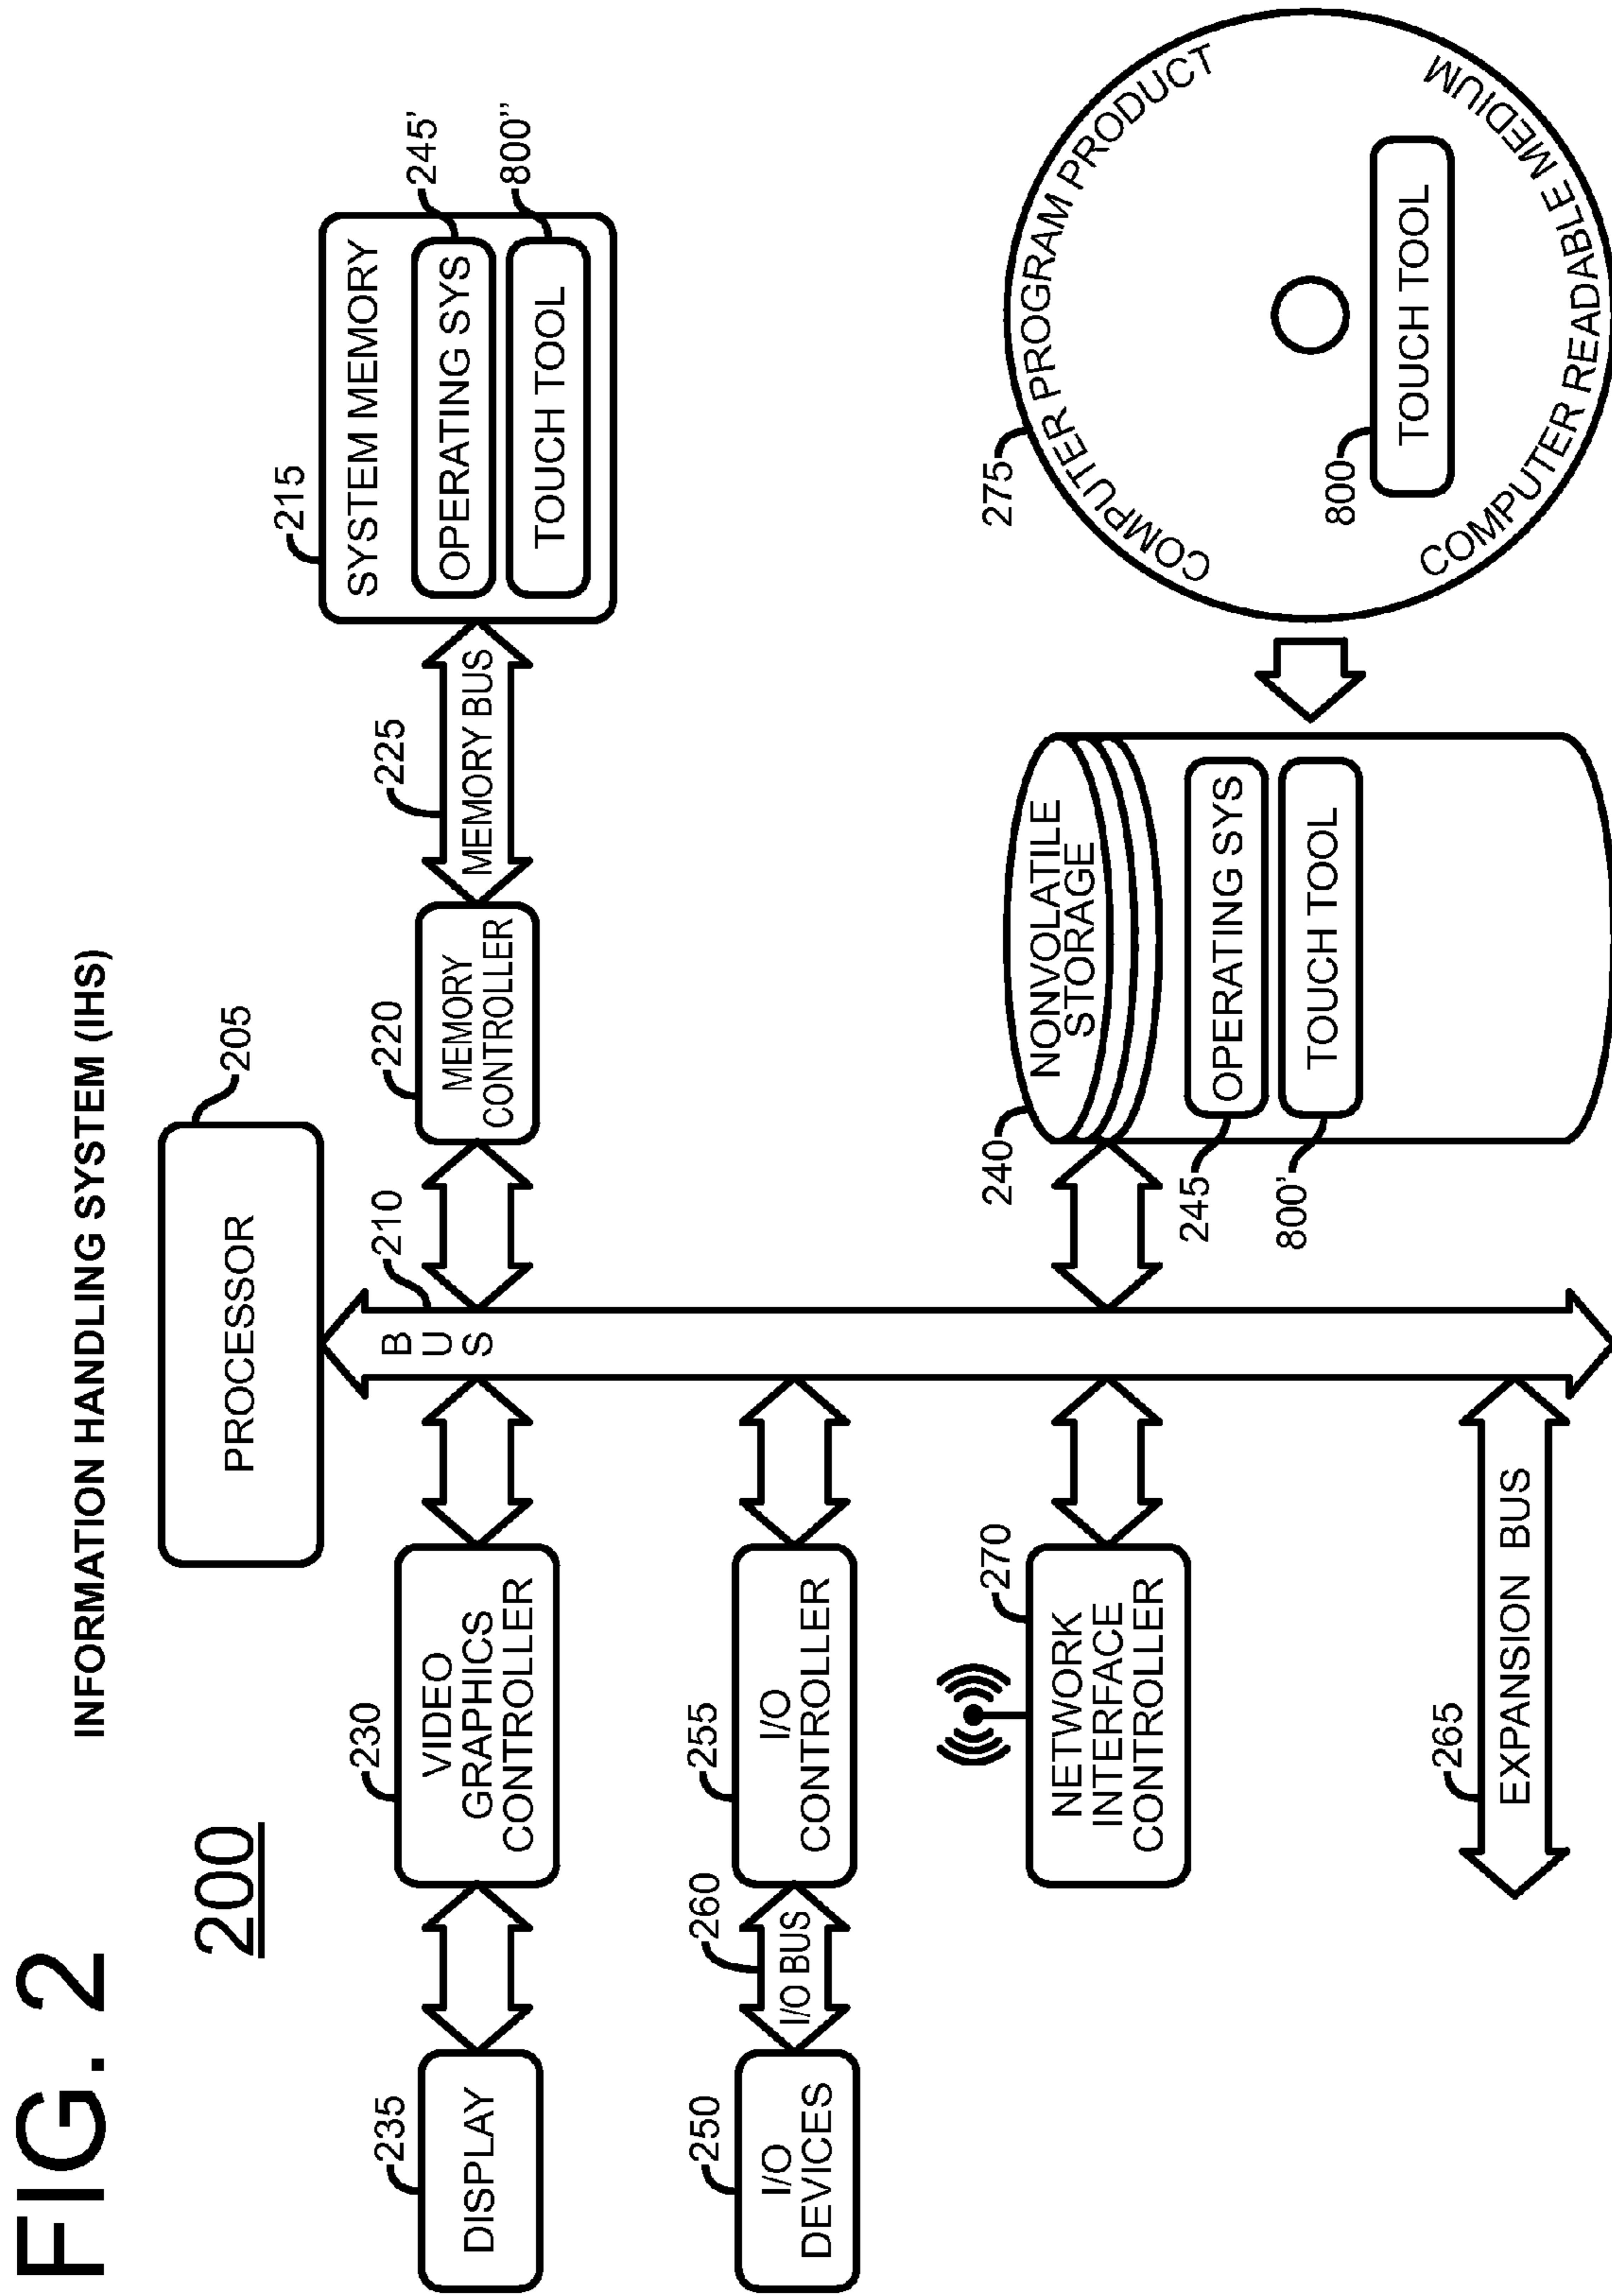 FIG. 2
INFORMATION HANDLING SYSTEM (IHS)
200
PROCESSOR
205
BUS
210
235
DISPLAY
230
VIDEO
GRAPHICS
CONTROLLER
220
MEMORY
CONTROLLER
225
MEMORY BUS
215
SYSTEM MEMORY
OPERATING SYS
245'
TOUCH TOOL
800"
250
I/O
DEVICES
260
I/O BUS
255
I/O
CONTROLLER
270
NETWORK
INTERFACE
CONTROLLER
240
NONVOLATILE
STORAGE
OPERATING SYS
245
TOUCH TOOL
800'
275
COMPUTER PROGRAM PRODUCT
800
TOUCH TOOL
COMPUTER READABLE MEDIUM
265
EXPANSION BUS